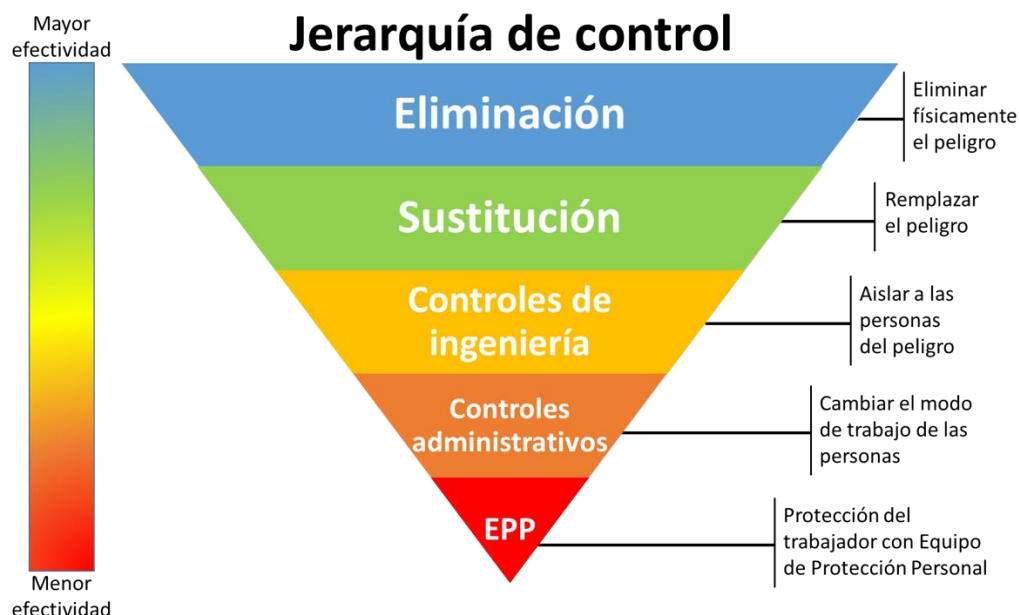 Mayor
efectividad
Jerarquía de control
Eliminación
Eliminar
físicamente
el peligro
Sustitución
Remplazar
el peligro
Controles de
ingeniería
Aislar a las
personas
del peligro
Controles
administrativos
Cambiar el modo
de trabajo de las
personas
EPP
Protección del
trabajador con Equipo
de Protección Personal
Menor
efectividad